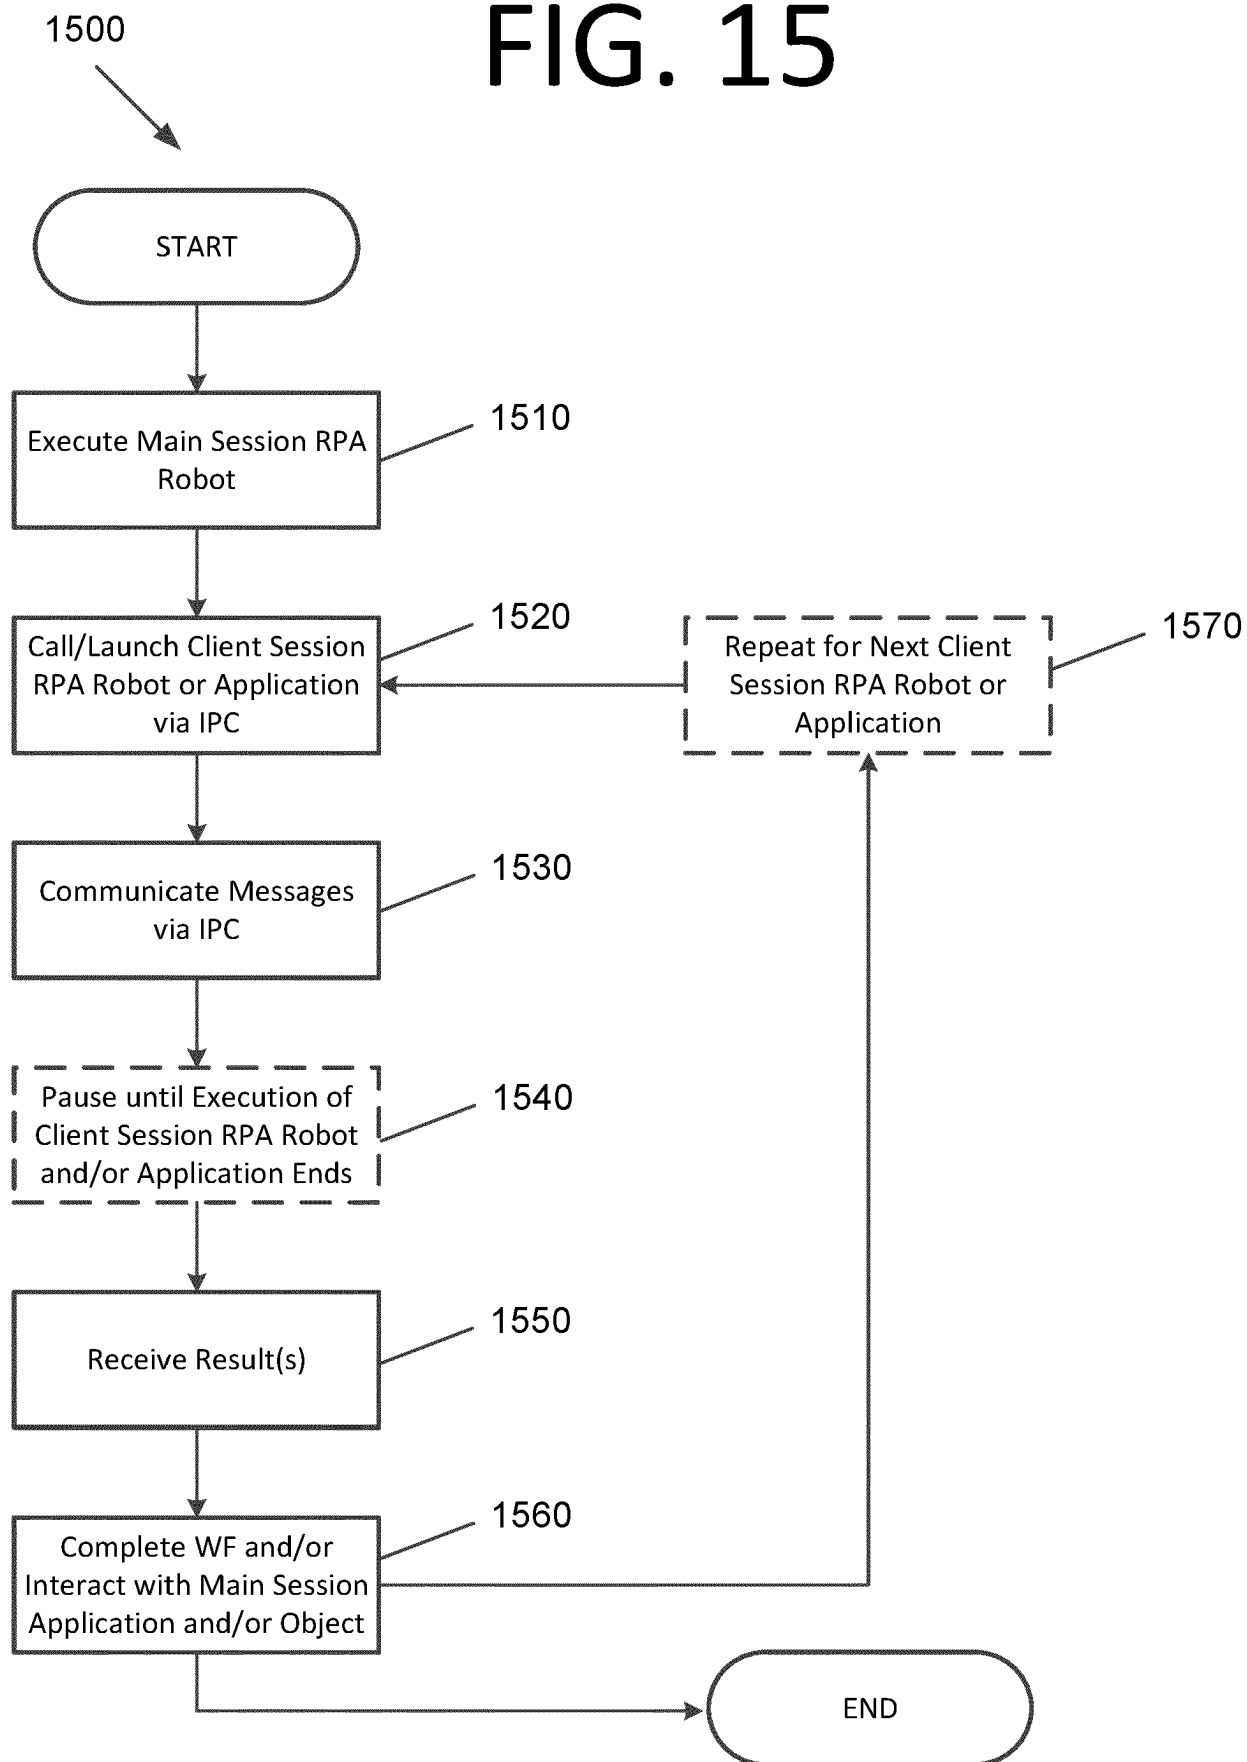 1500
FIG. 15
START
Execute Main Session RPA
Robot
1510
Call/Launch Client Session
RPA Robot or Application
via IPC
1520
Repeat for Next Client
Session RPA Robot or
Application
1570
Communicate Messages
via IPC
1530
Pause until Execution of
Client Session RPA Robot
and/or Application Ends
1540
Receive Result(s)
1550
Complete WF and/or
Interact with Main Session
Application and/or Object
1560
END